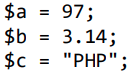 $a = 97;
$b = 3.14;
$c = "PHP";